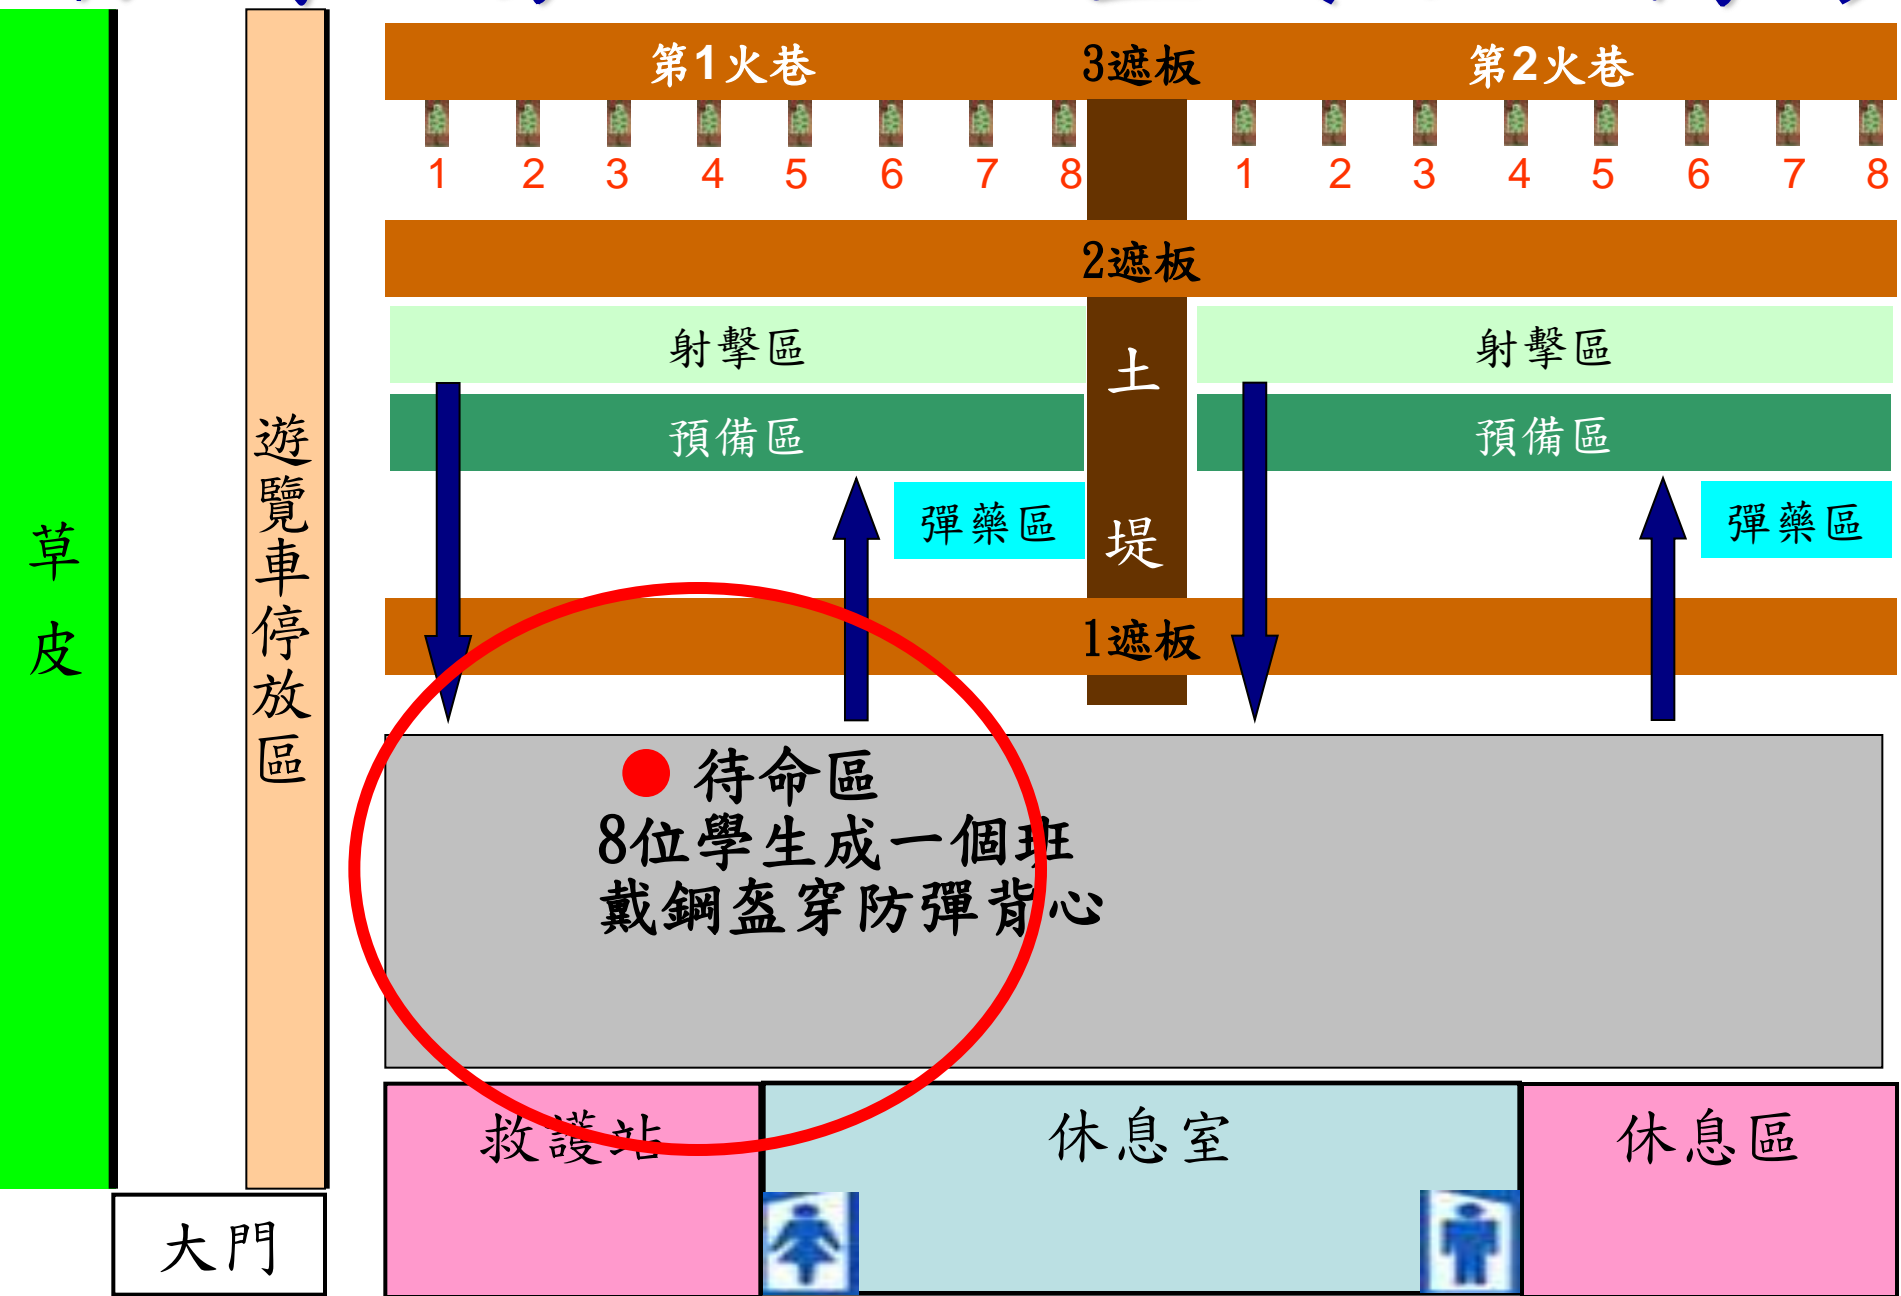 第1火巷 3遮板 第2火巷
1 2 3 4 5 6 7 8 1 2 3 4 5 6 7 8
2遮板
射擊區 射擊區
預備區 預備區
彈藥區 彈藥區
土堤
1遮板
草皮
遊覽車停放區
● 待命區
8位學生成一個班
戴鋼盔穿防彈背心
救護站 休息室 休息區
大門